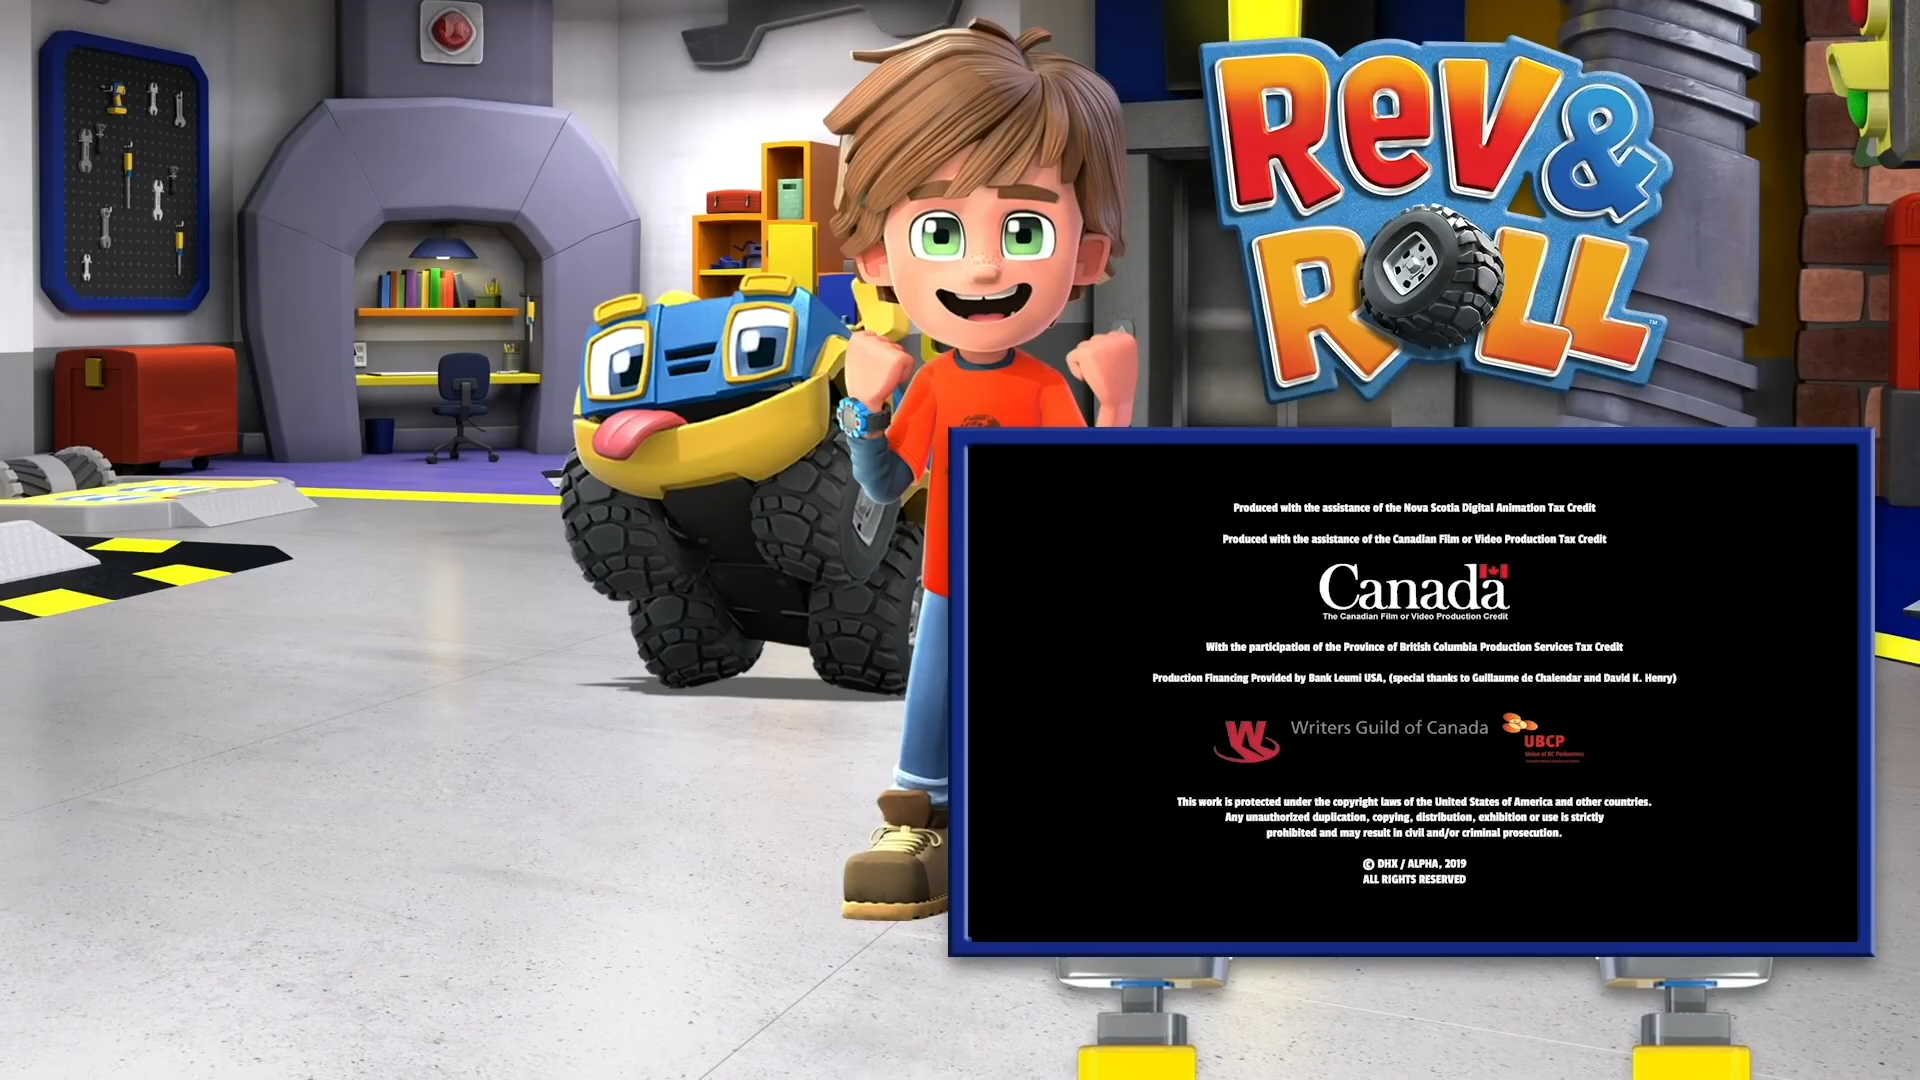 Rev &
Roll
™
Produced with the assistance of the Nova Scotia Digital Animation Tax Credit
Produced with the assistance of the Canadian Film or Video Production Tax Credit
Canada
The Canadian Film or Video Production Credit
With the participation of the Province of British Columbia Production Services Tax Credit
Production Financing Provided by Bank Leumi USA, (special thanks to Guillaume de Chalendar and David K. Henry)
W Writers Guild of Canada
UBCP
Union of BC Performers
This work is protected under the copyright laws of the United States of America and other countries.
Any unauthorized duplication, copying, distribution, exhibition or use is strictly
prohibited and may result in civil and/or criminal prosecution.
© DHX / ALPHA, 2019
ALL RIGHTS RESERVED